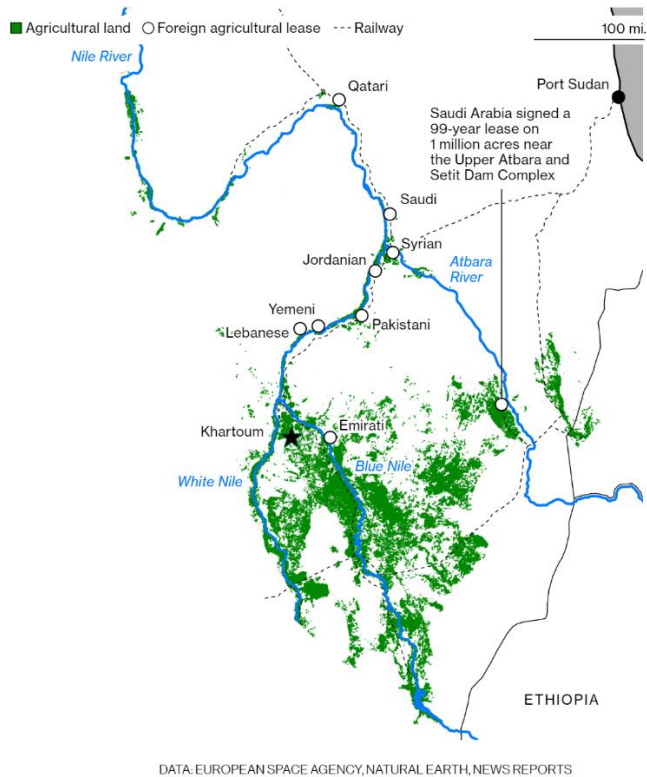 Agricultural land
Foreign agricultural lease
Railway
100 mi.
Nile River
Qatari
Port Sudan
Saudi Arabia signed a
99-year lease on
1 million acres near
the Upper Atbara and
Setit Dam Complex
Saudi
Syrian
Jordanian
Atbara
River
Yemeni
Lebanese
Pakistani
Khartoum
Emirati
White Nile
Blue Nile
ETHIOPIA
DATA: EUROPEAN SPACE AGENCY, NATURAL EARTH, NEWS REPORTS